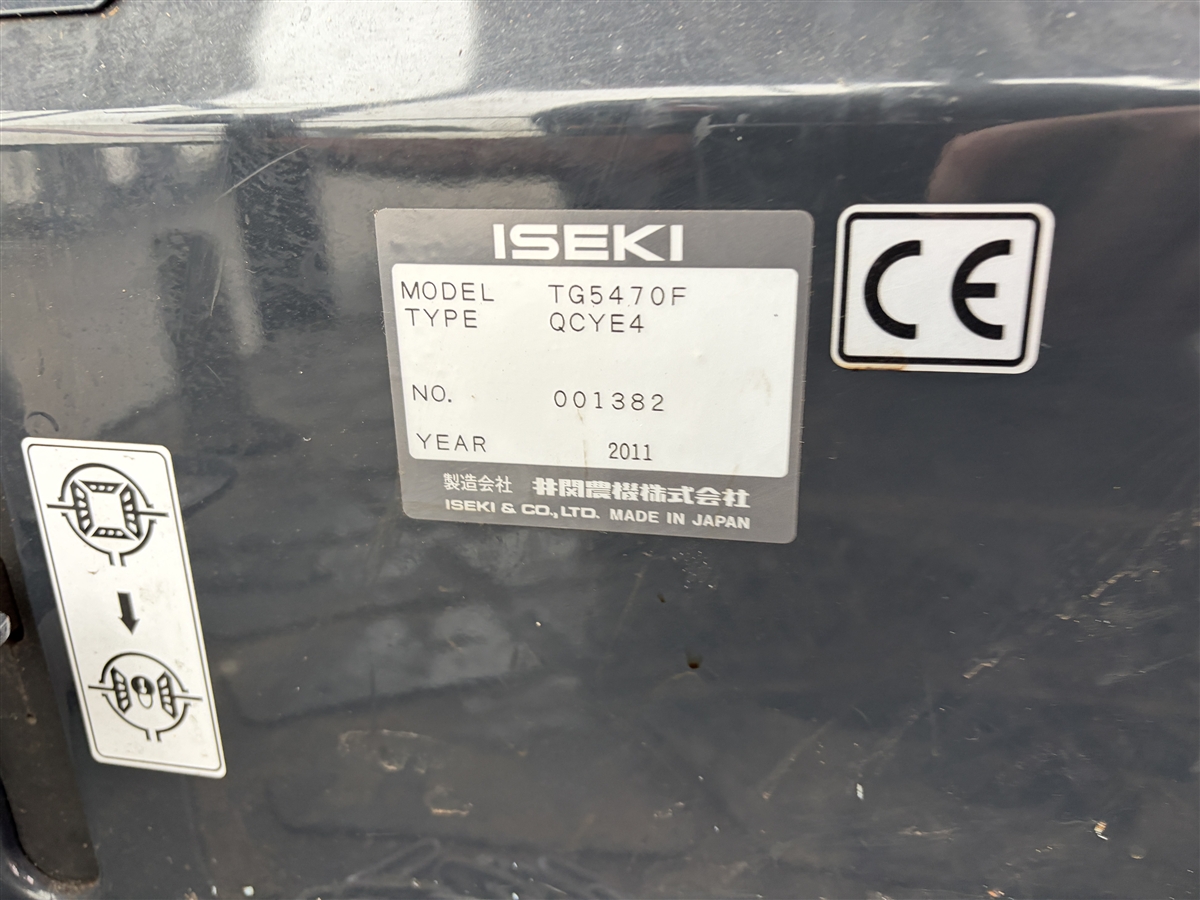 ISEKI
MODEL TG5470F
TYPE QCYE4
NO. 001382
YEAR 2011
製造会社 井関農機株式会社
ISEKI & CO., LTD. MADE IN JAPAN
CE